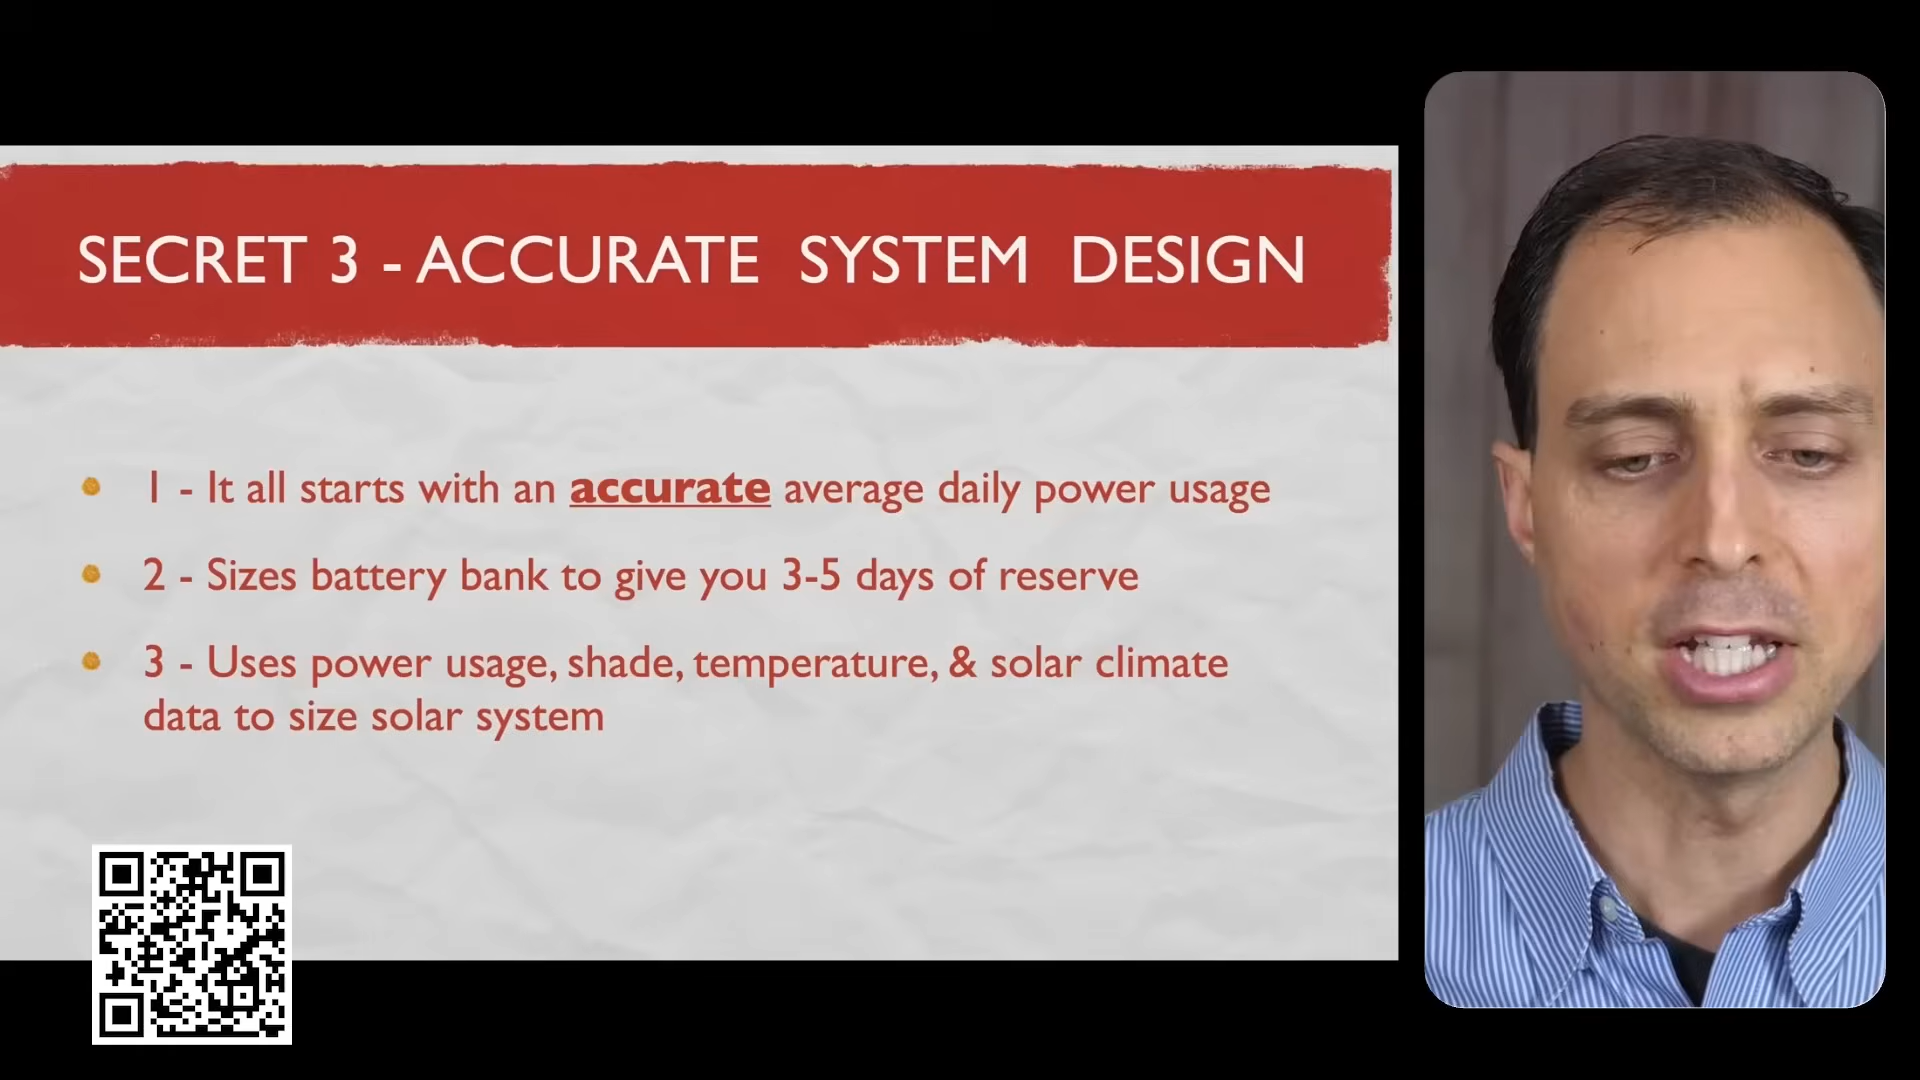 SECRET 3 - ACCURATE SYSTEM DESIGN
1 - It all starts with an accurate average daily power usage
2 - Sizes battery bank to give you 3-5 days of reserve
3 - Uses power usage, shade, temperature, & solar climate
data to size solar system